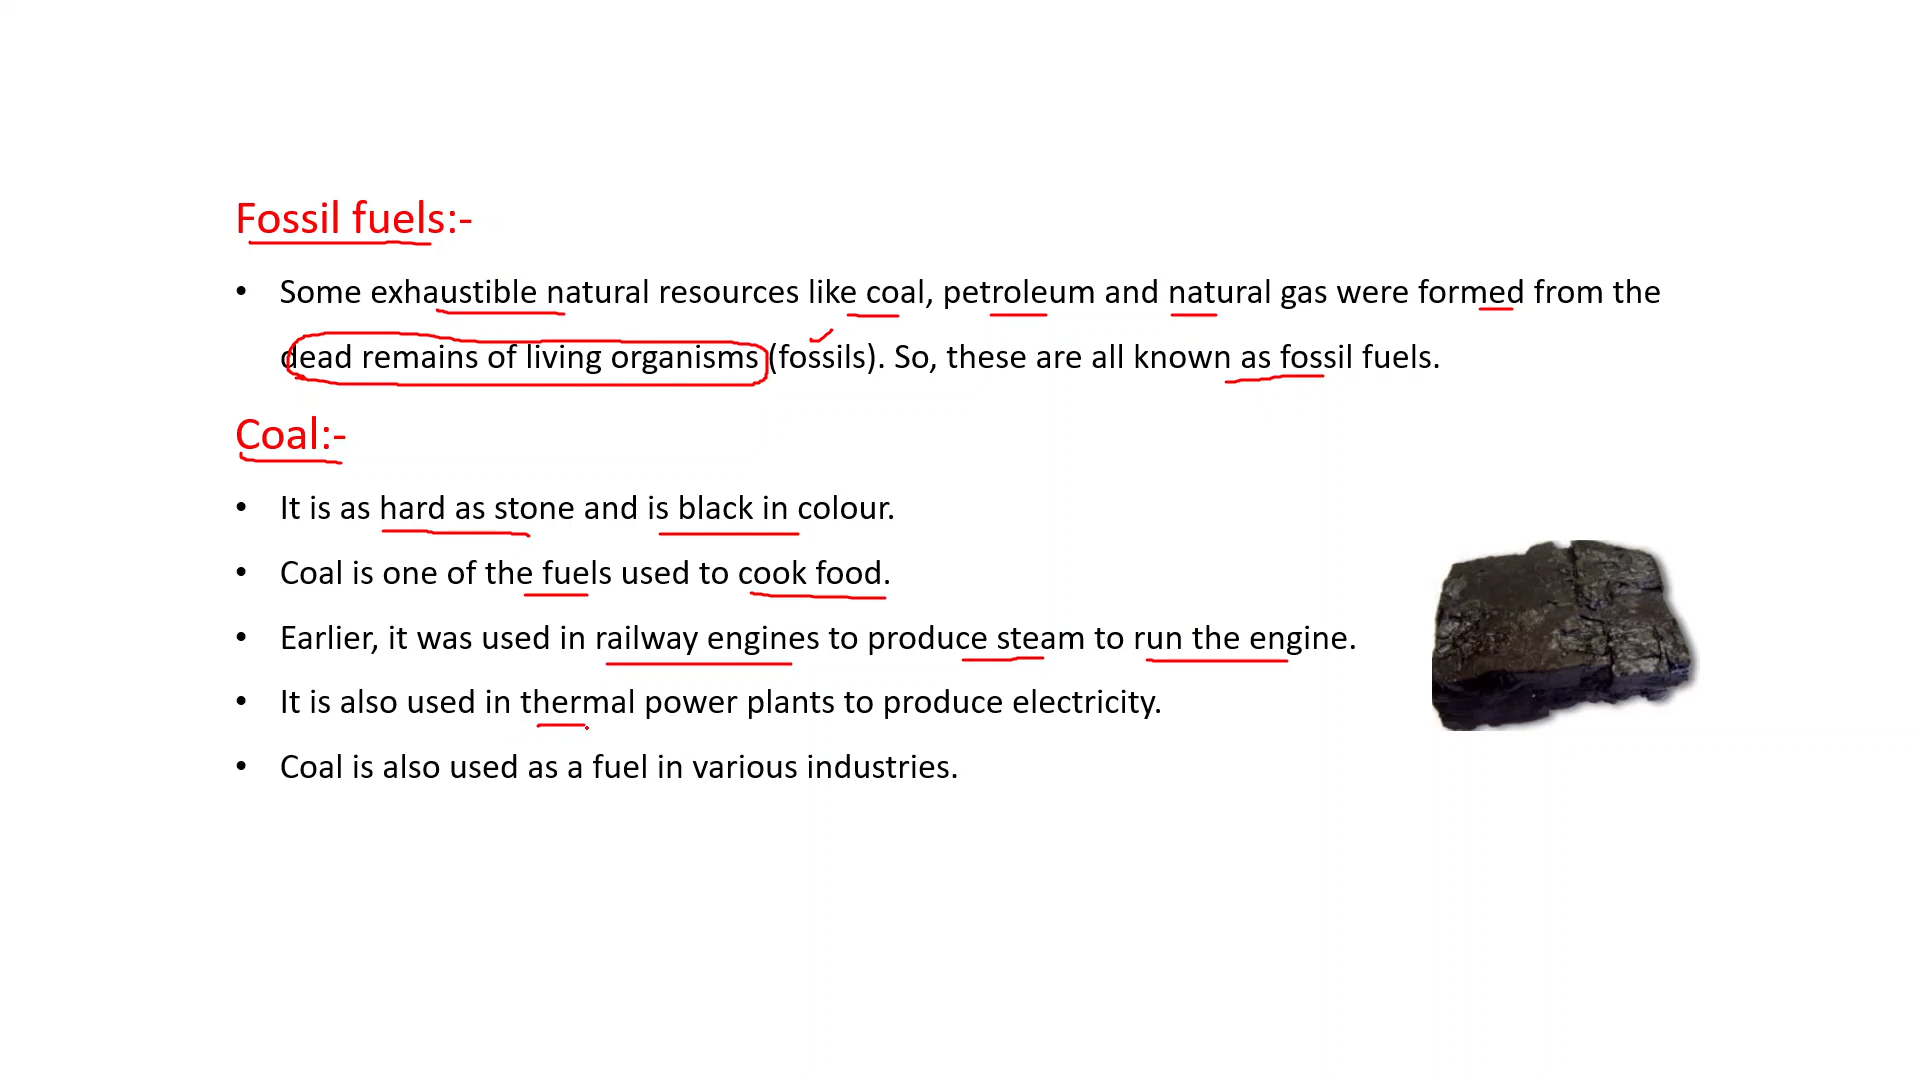 Fossil fuels:-
• Some exhaustible natural resources like coal, petroleum and natural gas were formed from the
dead remains of living organisms (fossils). So, these are all known as fossil fuels.
Coal:-
• It is as hard as stone and is black in colour.
• Coal is one of the fuels used to cook food.
• Earlier, it was used in railway engines to produce steam to run the engine.
• It is also used in thermal power plants to produce electricity.
• Coal is also used as a fuel in various industries.